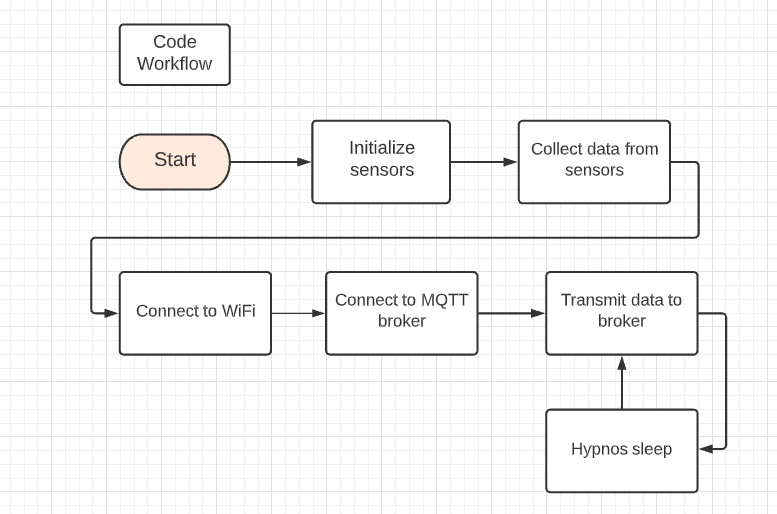 Code
Workflow
Start
Initialize
sensors
Collect data from
sensors
Connect to WiFi
Connect to MQTT
broker
Transmit data to
broker
Hypnos sleep